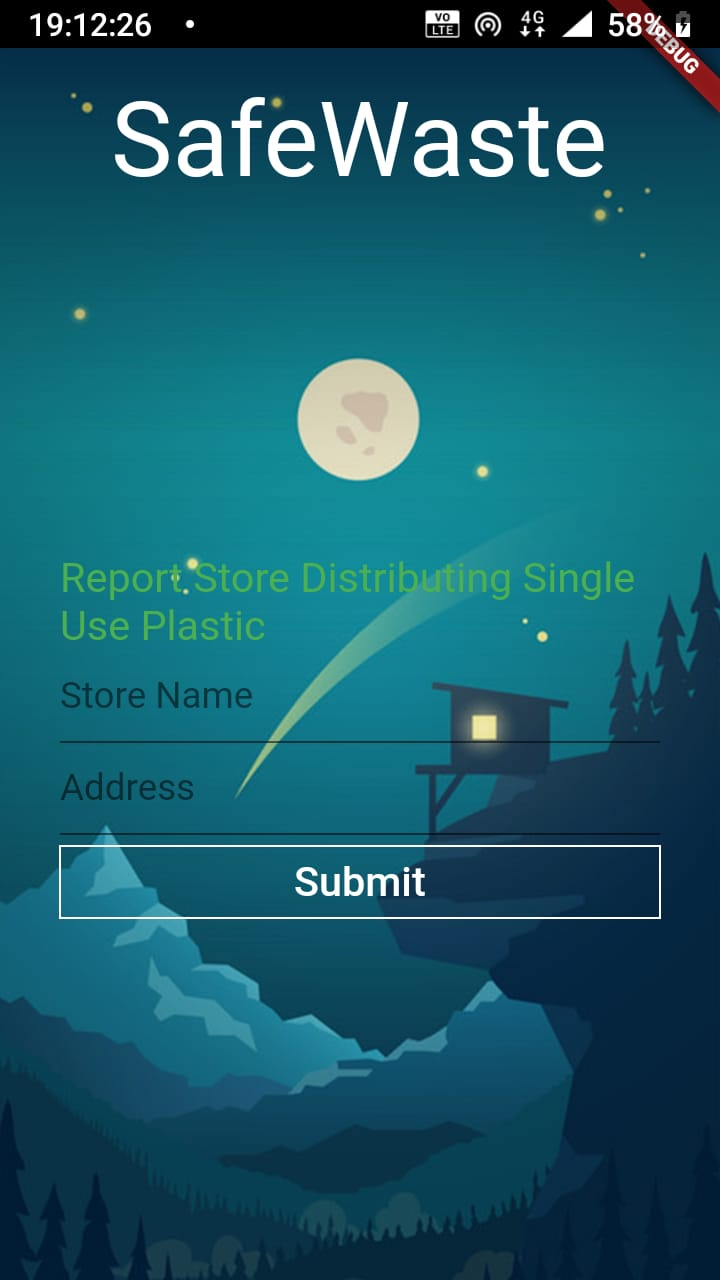 19:12:26
VO
LTE
4G
58%
DEBUG
SafeWaste
Report Store Distributing Single
Use Plastic
Store Name
Address
Submit